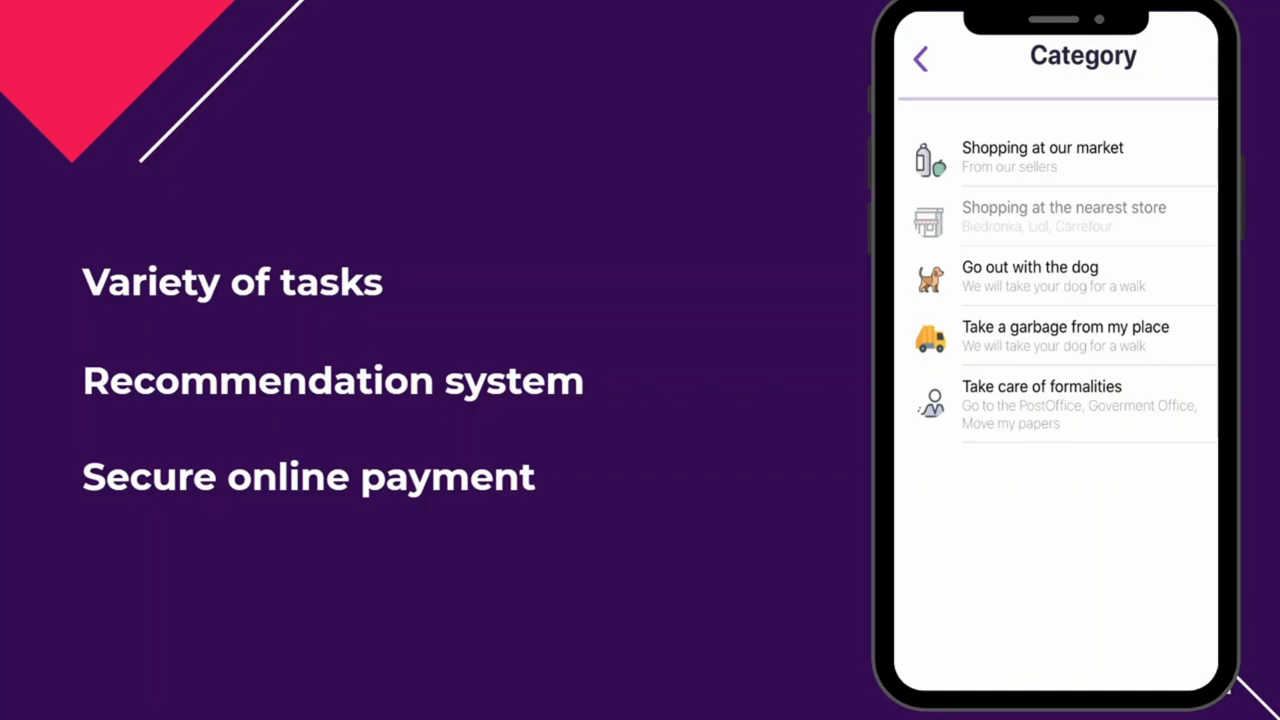 Variety of tasks
Recommendation system
Secure online payment
Category
Shopping at our market
From our sellers
Shopping at the nearest store
Biedronka, Lidl, Carrefour
Go out with the dog
We will take your dog for a walk
Take a garbage from my place
We will take your dog for a walk
Take care of formalities
Go to the PostOffice, Goverment Office,
Move my papers